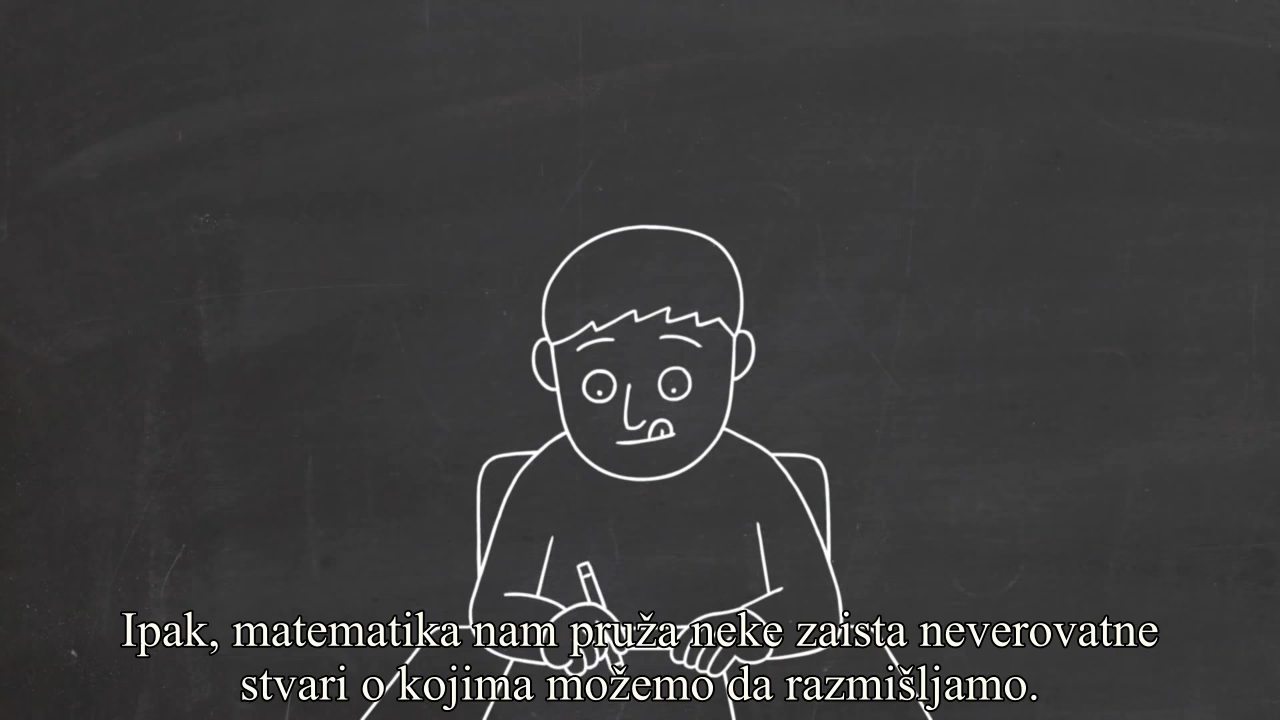 Ipak, matematika nam pruža neke zaista neverovatne
stvari o kojima možemo da razmišljamo.